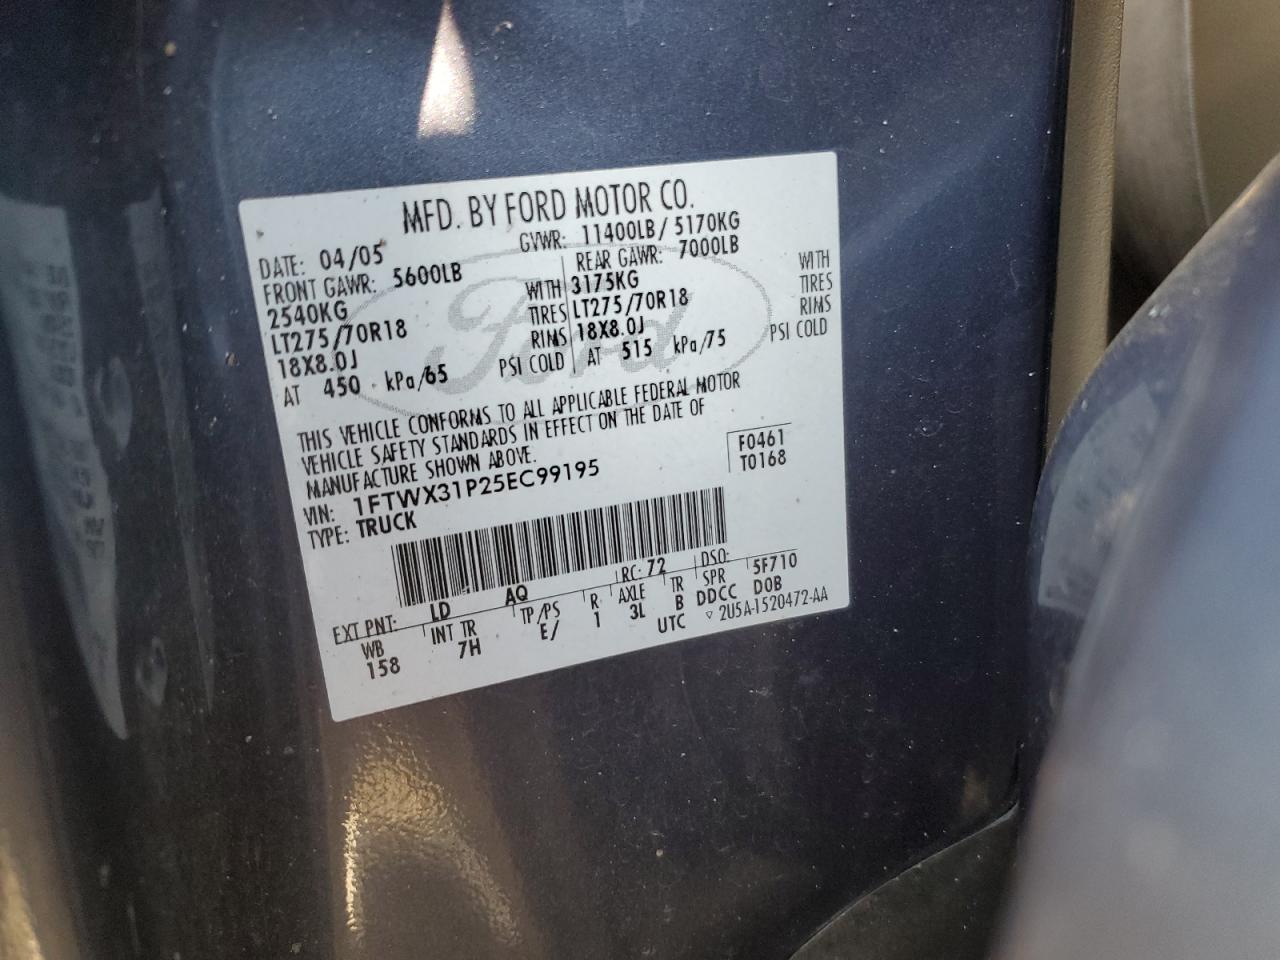 MFD. BY FORD MOTOR CO.
DATE: 04/05 GVWR: 11400LB/ 5170KG
FRONT GAWR: 5600LB REAR GAWR: 7000LB
2540KG WITH 3175KG WITH
LT275/70R18 TIRES LT275/70R18 TIRES
18X8.0J RIMS 18X8.0J RIMS
AT 450 kPa/65 PSI COLD AT 515 kPa/75 PSI COLD
Ford
THIS VEHICLE CONFORMS TO ALL APPLICABLE FEDERAL MOTOR
VEHICLE SAFETY STANDARDS IN EFFECT ON THE DATE OF
MANUFACTURE SHOWN ABOVE.
VIN: 1FTWX31P25EC99195 F0461
TYPE: TRUCK T0168
EXT PNT: LD AQ RC: 72 DSO:
WB INT TR TP/PS R AXLE TR SPR 5F710
158 7H E/ 1 3L B DDCC DOB
UTC ▽ 2U5A-1520472-AA